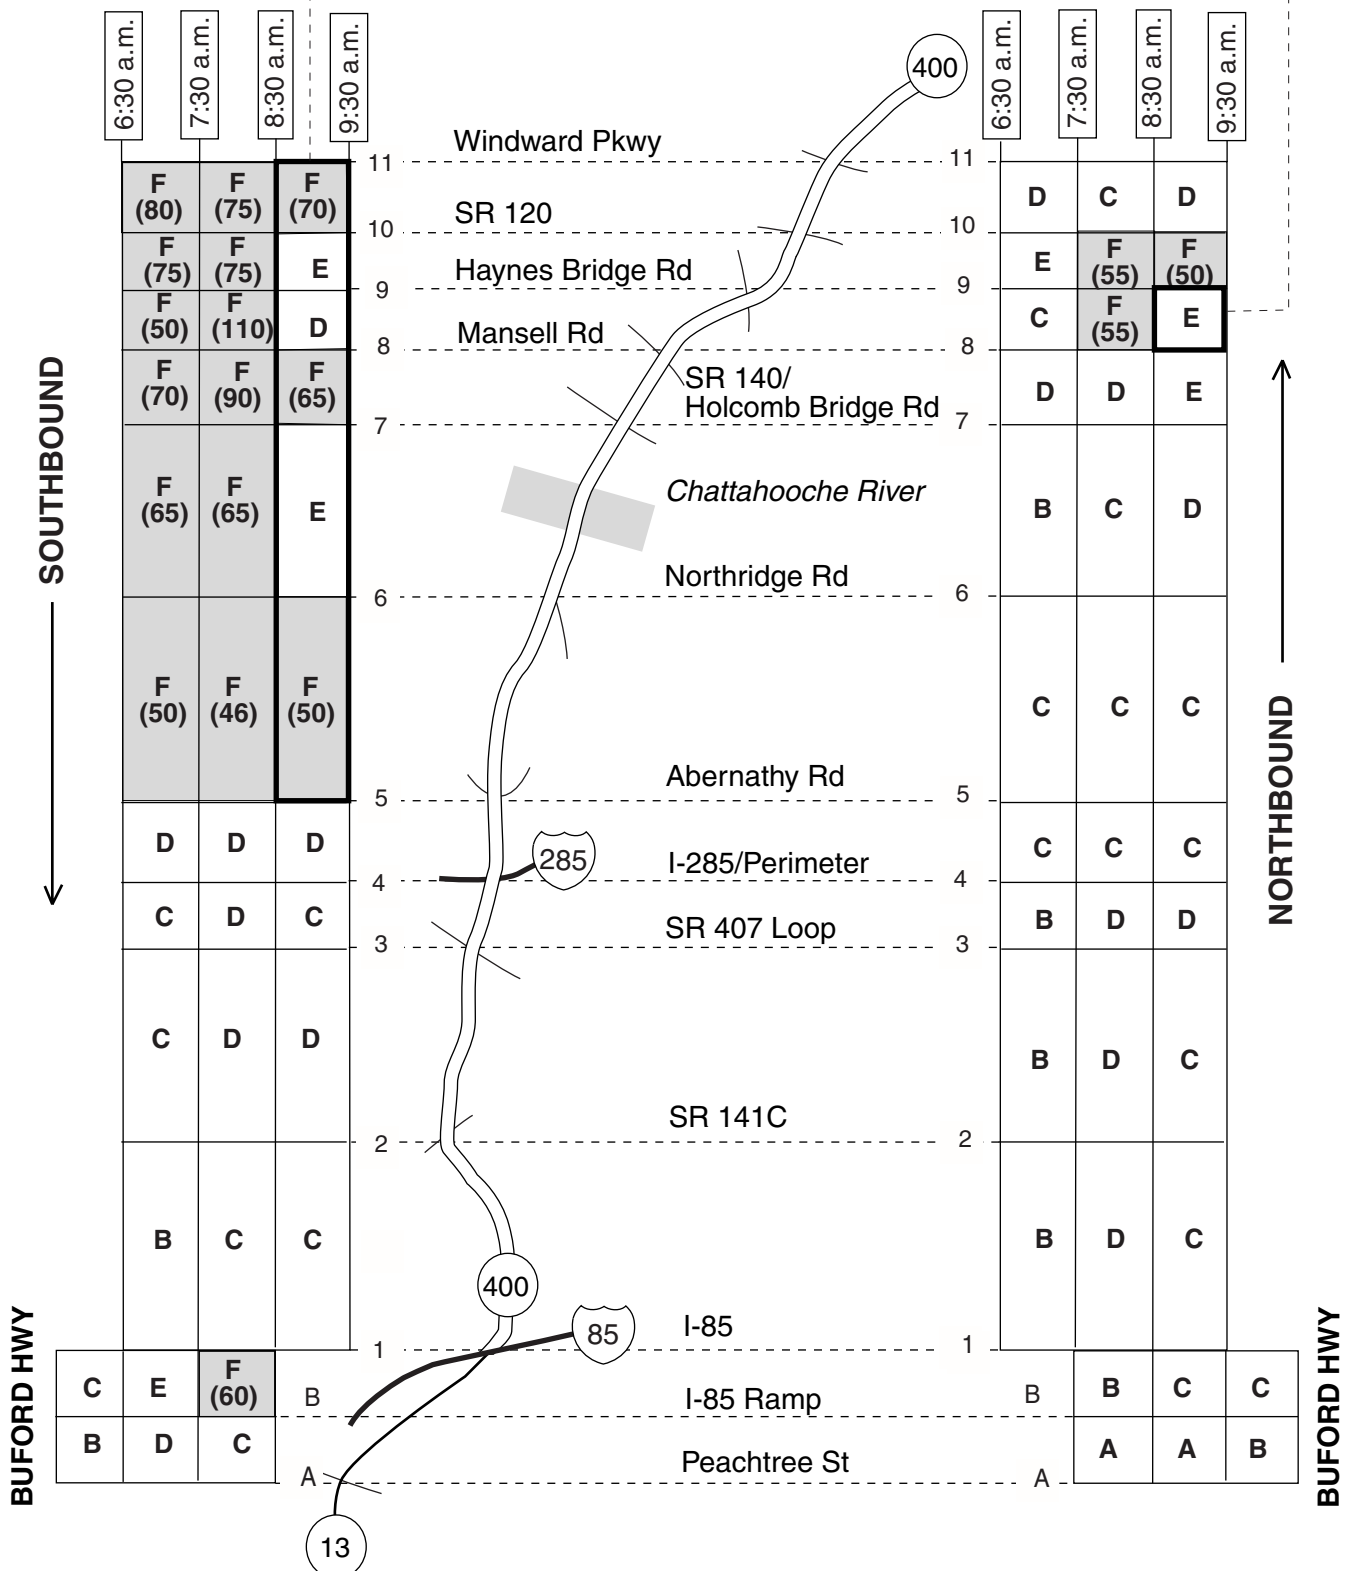 6:30 a.m. 7:30 a.m. 8:30 a.m. 9:30 a.m. 400 6:30 a.m. 7:30 a.m. 8:30 a.m. 9:30 a.m.
11 Windward Pkwy 11
F (80) F (75) F (70) SR 120 D C D
10 10
F (75) F (75) E Haynes Bridge Rd E F (55) F (50)
9 9
F (50) F (110) D Mansell Rd C F (55) E
8 8
F (70) F (90) F (65) SR 140/ D D E
Holcomb Bridge Rd
7 7
F (65) F (65) E Chattahooche River B C D
Northridge Rd
6 6
SOUTHBOUND
F (50) F (46) F (50) C C C
NORTHBOUND
Abernathy Rd
5 5
D D D 285 I-285/Perimeter C C C
4 4
C D C SR 407 Loop B D D
3 3
C D D B D C
SR 141C
2 2
B C C B D C
400
I-85
85
1 1
BUFORD HWY
C E F (60) B I-85 Ramp B B C C
B D C Peachtree St A A B
A A
BUFORD HWY
13